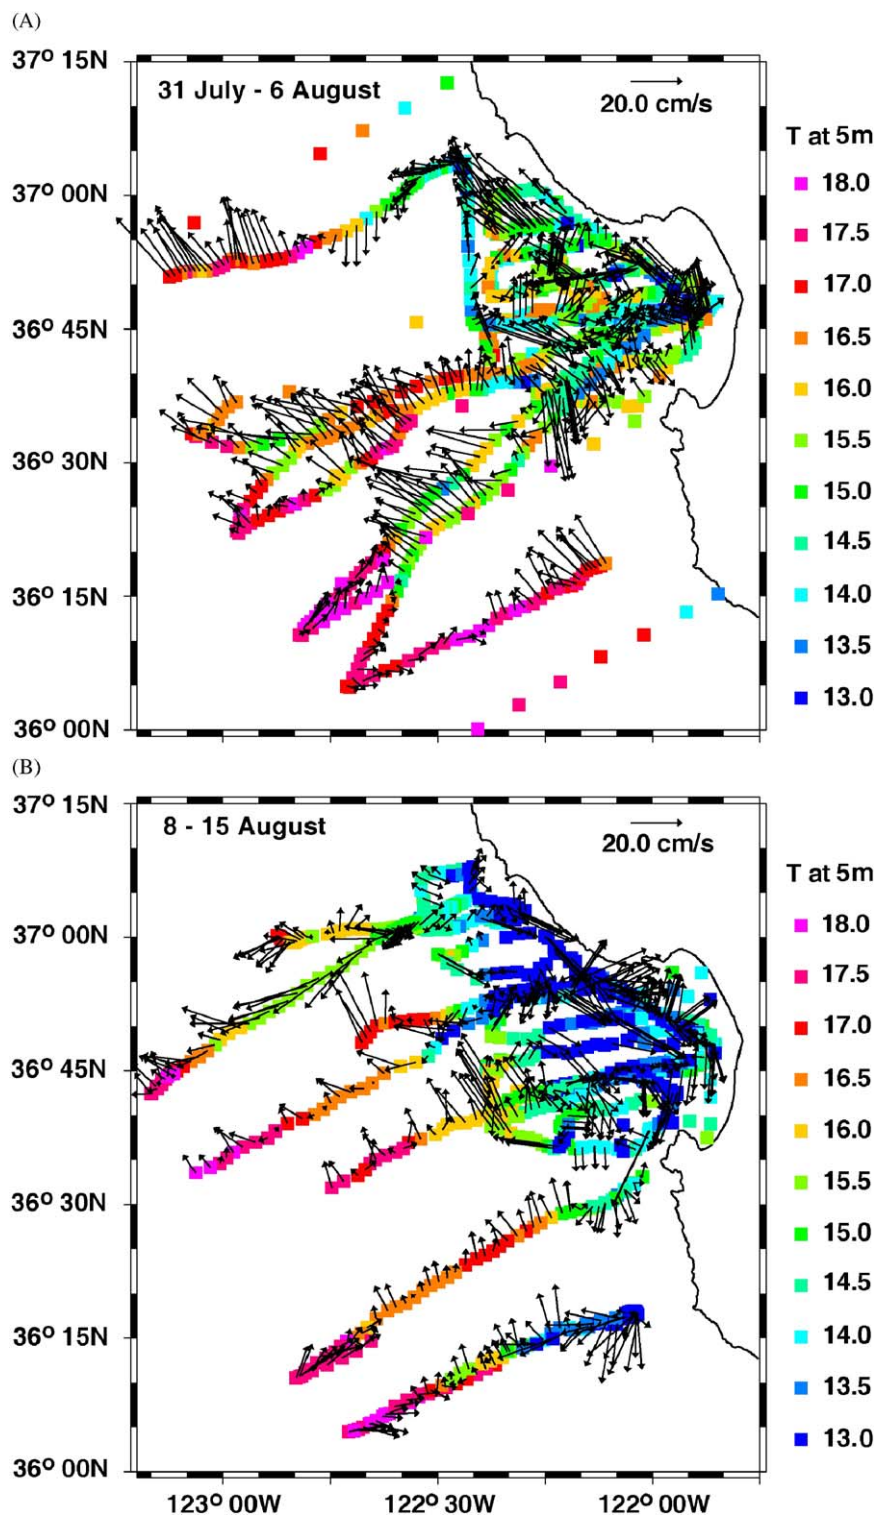 (A)
37° 15N
31 July - 6 August
20.0 cm/s
T at 5m
37° 00N
18.0
17.5
17.0
36° 45N
16.5
16.0
15.5
36° 30N
15.0
14.5
36° 15N
14.0
13.5
13.0
36° 00N
(B)
37° 15N
8 - 15 August
20.0 cm/s
T at 5m
37° 00N
18.0
17.5
17.0
36° 45N
16.5
16.0
15.5
36° 30N
15.0
14.5
36° 15N
14.0
13.5
13.0
36° 00N
123° 00W 122° 30W 122° 00W